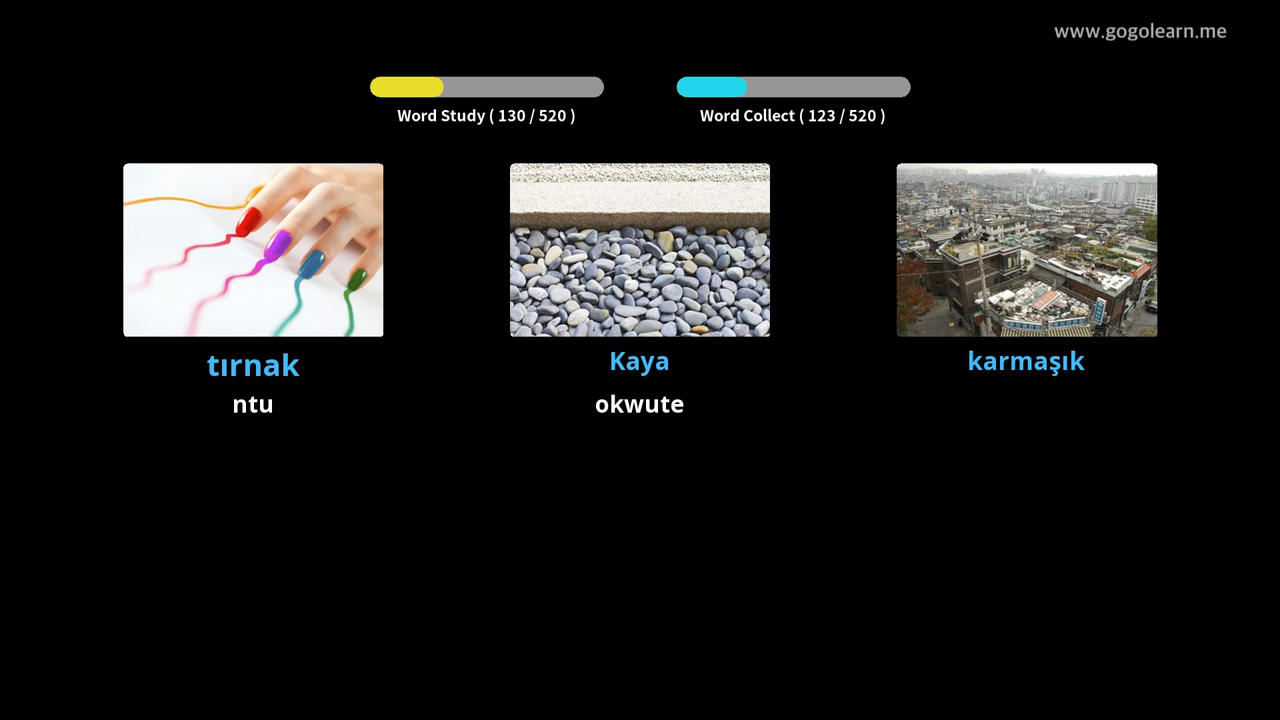 www.gogolearn.me
Word Study ( 130 / 520 )
Word Collect ( 123 / 520 )
tırnak
Kaya
karmaşık
ntu
okwute